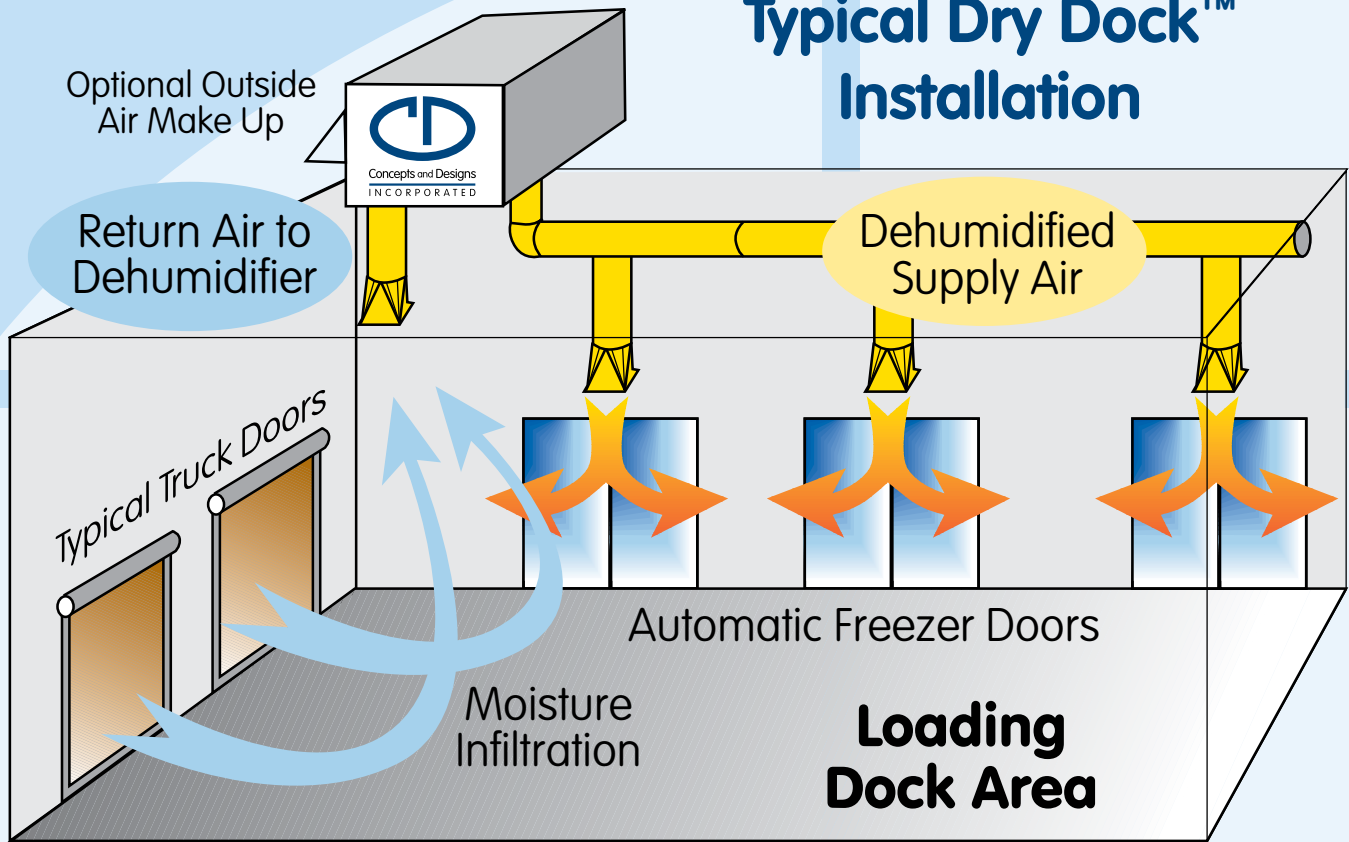 Typical Dry Dock™
Installation
Optional Outside
Air Make Up
CD
Concepts and Designs
INCORPORATED
Return Air to
Dehumidifier
Dehumidified
Supply Air
Typical Truck Doors
Automatic Freezer Doors
Moisture
Infiltration
Loading
Dock Area